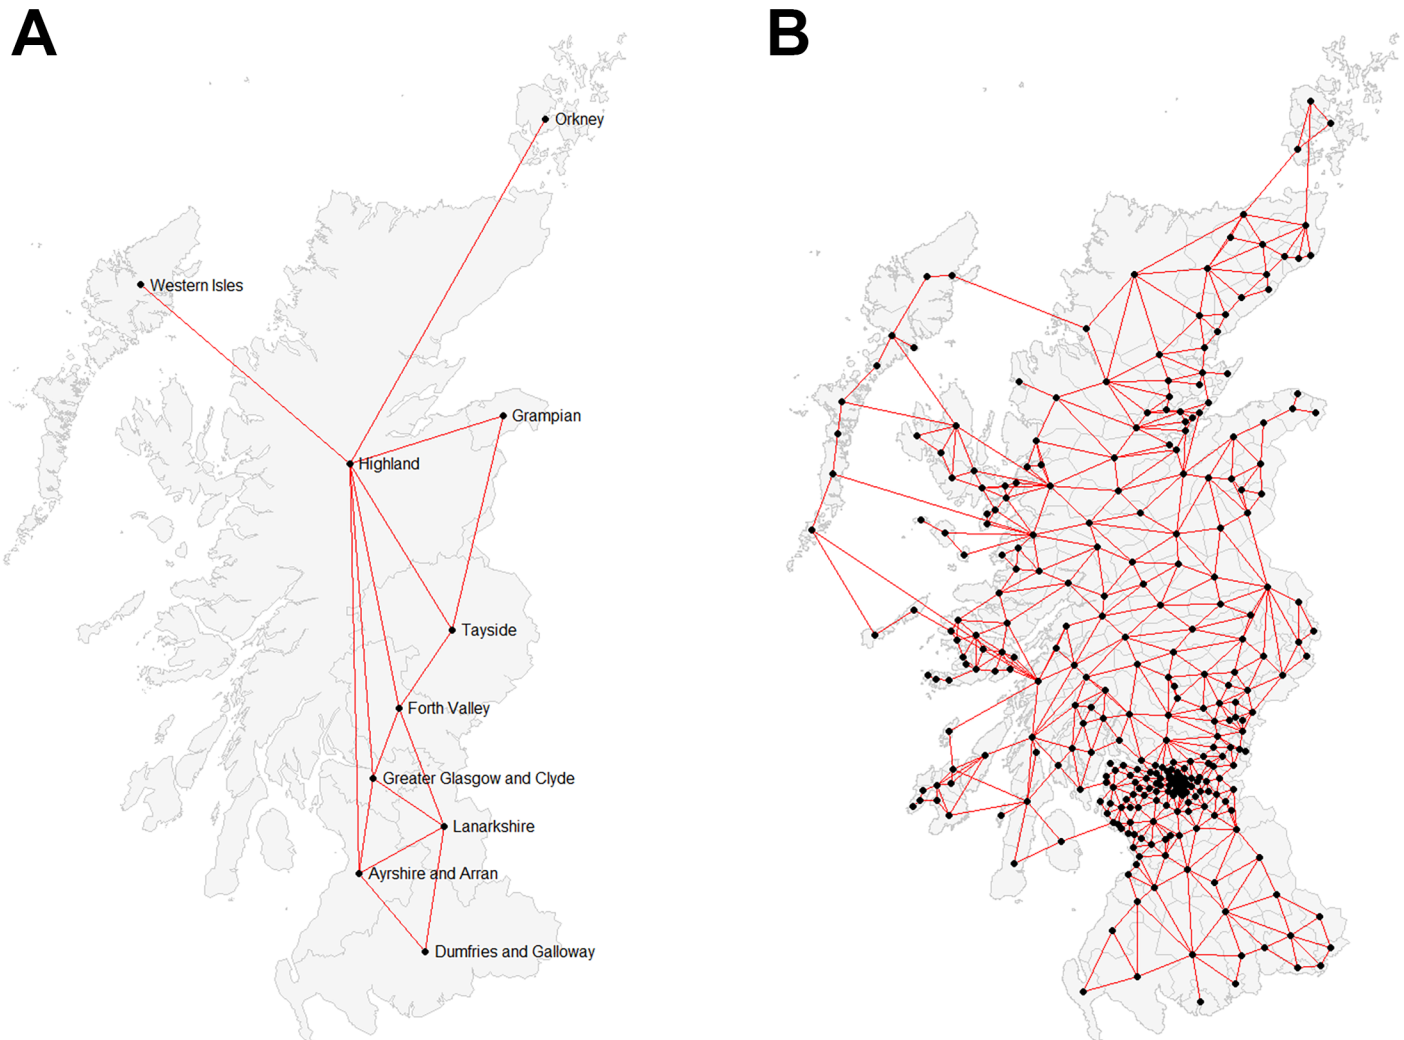 A
B
Orkney
Western Isles
Grampian
Highland
Tayside
Forth Valley
Greater Glasgow and Clyde
Lanarkshire
Ayrshire and Arran
Dumfries and Galloway